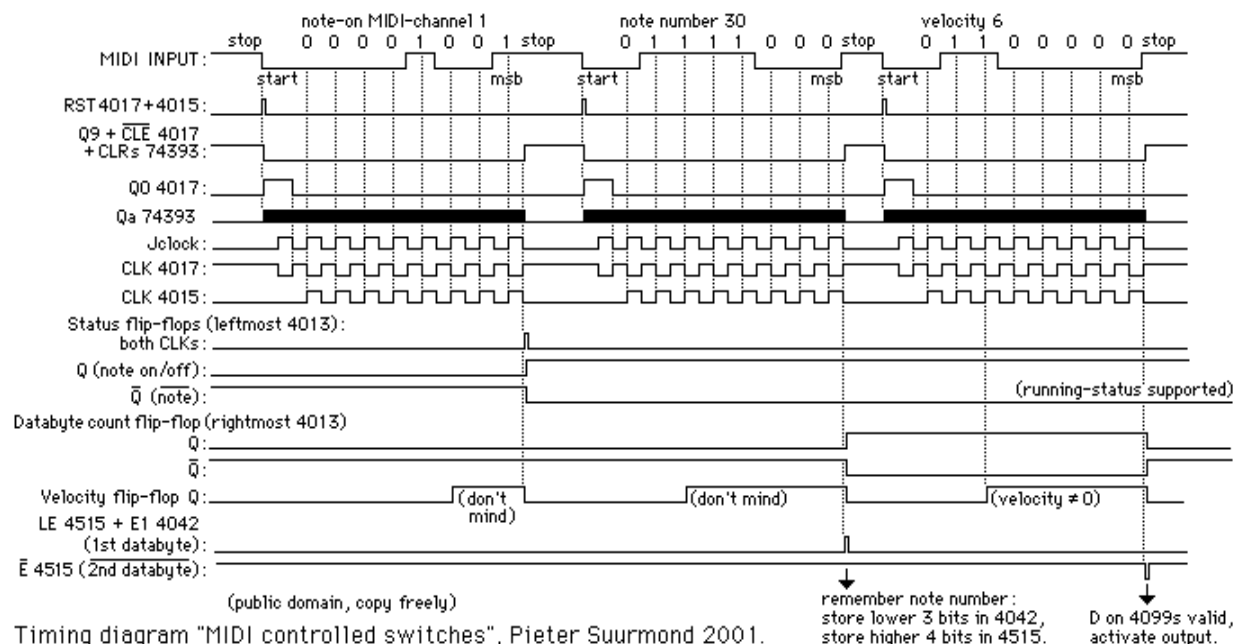 note-on MIDI-channel 1 note number 30 velocity 6
stop 0 0 0 0 1 0 0 1 stop 0 1 1 1 1 0 0 0 stop 0 1 1 0 0 0 0 0 stop
MIDI INPUT:
start msb start msb start msb
RST4017+4015:
Q9 + C̅L̅E̅ 4017
+ CLRs 74393:
Q0 4017:
Qa 74393
Jclock:
CLK 4017:
CLK 4015:
Status flip-flops (leftmost 4013):
both CLKs:
Q (note on/off):
Q̅ (n̅o̅t̅e̅): (running-status supported)
Databyte count flip-flop (rightmost 4013)
Q:
Q̅:
Velocity flip-flop Q: (don't mind) (don't mind) (velocity ≠ 0)
LE 4515 + E1 4042
(1st databyte):
E̅ 4515 (2̅n̅d̅ d̅a̅t̅a̅b̅y̅t̅e̅):
(public domain, copy freely)
remember note number:
store lower 3 bits in 4042,
store higher 4 bits in 4515.
D on 4099s valid,
activate output.
Timing diagram "MIDI controlled switches", Pieter Suurmond 2001.